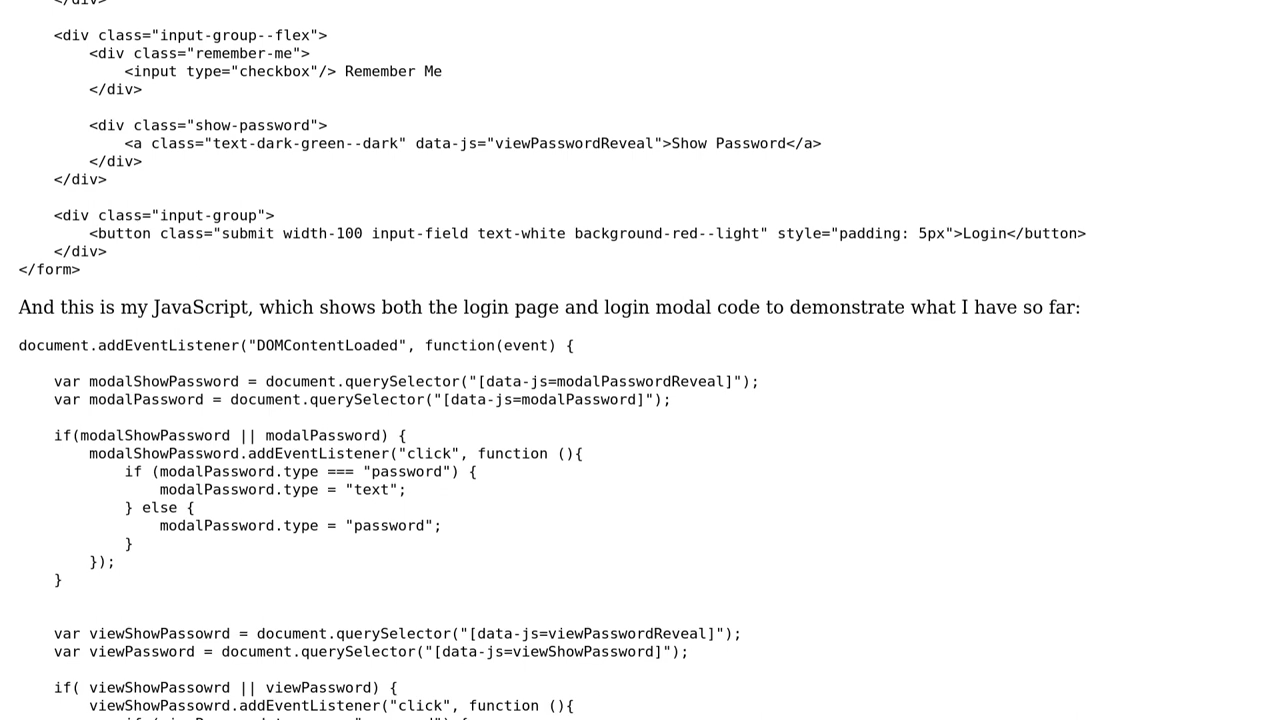 </div>
<div class="input-group--flex">
<div class="remember-me">
<input type="checkbox"/> Remember Me
</div>
<div class="show-password">
<a class="text-dark-green--dark" data-js="viewPasswordReveal">Show Password</a>
</div>
</div>
<div class="input-group">
<button class="submit width-100 input-field text-white background-red--light" style="padding: 5px">Login</button>
</div>
</form>
And this is my JavaScript, which shows both the login page and login modal code to demonstrate what I have so far:
document.addEventListener("DOMContentLoaded", function(event) {
var modalShowPassword = document.querySelector("[data-js=modalPasswordReveal]");
var modalPassword = document.querySelector("[data-js=modalPassword]");
if(modalShowPassword || modalPassword) {
modalShowPassword.addEventListener("click", function (){
if (modalPassword.type === "password") {
modalPassword.type = "text";
} else {
modalPassword.type = "password";
}
});
}
var viewShowPassowrd = document.querySelector("[data-js=viewPasswordReveal]");
var viewPassword = document.querySelector("[data-js=viewShowPassword]");
if( viewShowPassowrd || viewPassword) {
viewShowPassowrd.addEventListener("click", function (){